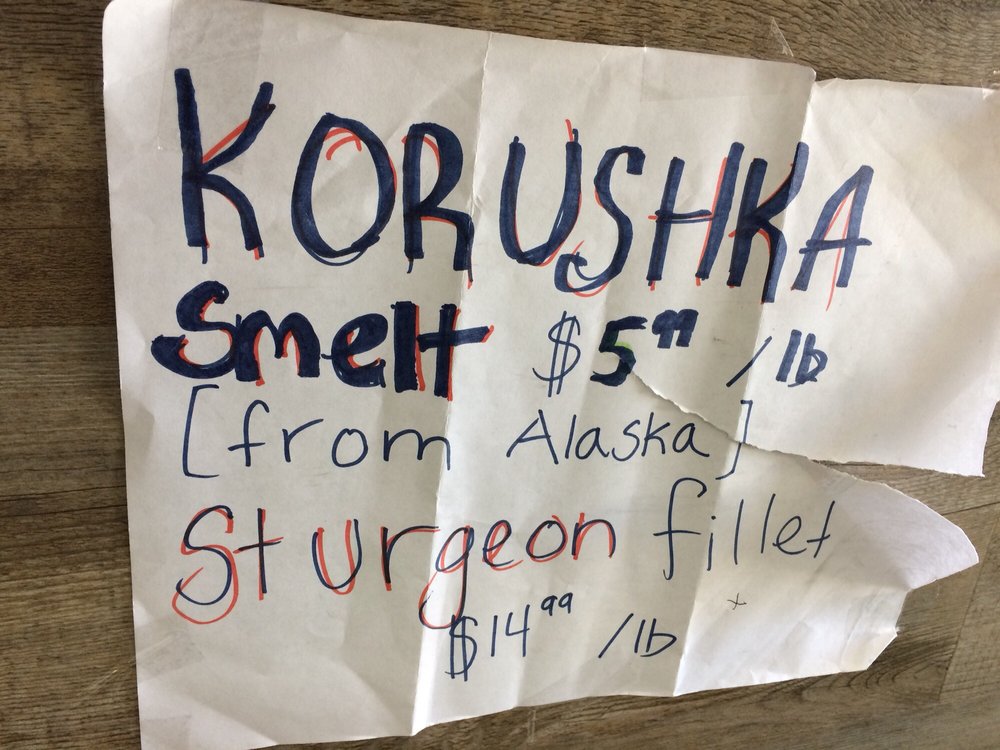 KORUSHKA
Smelt $5.99 /lb
[from Alaska]
Sturgeon fillet
$14.99 /lb